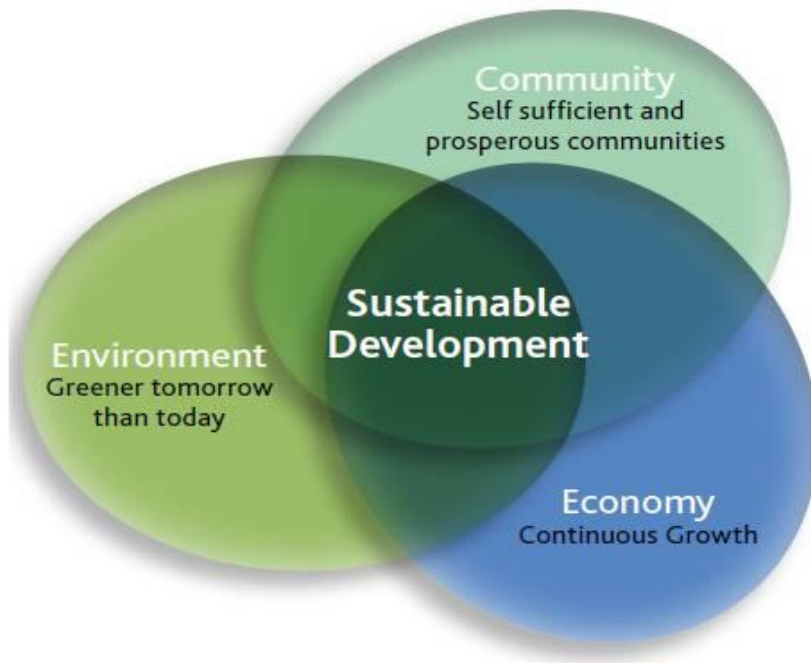 Community
Self sufficient and
prosperous communities
Sustainable
Development
Environment
Greener tomorrow
than today
Economy
Continuous Growth